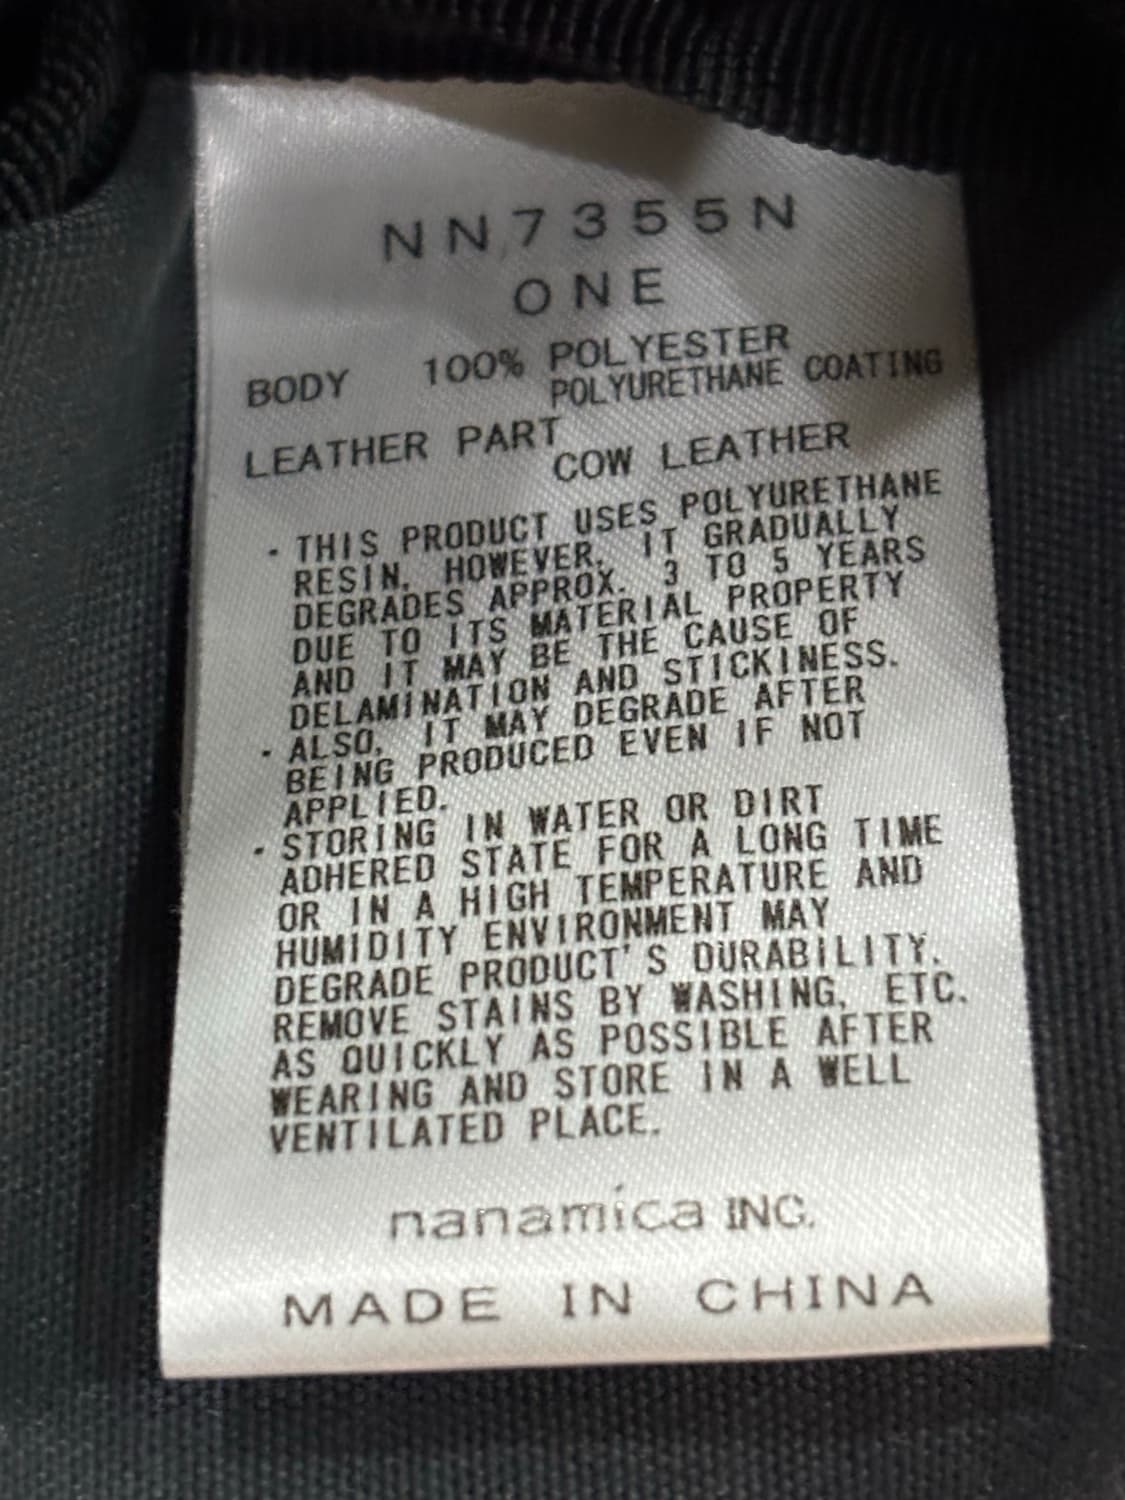 NN7355N
ONE
BODY 100% POLYESTER
POLYURETHANE COATING
LEATHER PART
COW LEATHER
・THIS PRODUCT USES POLYURETHANE
RESIN. HOWEVER, IT GRADUALLY
DEGRADES APPROX. 3 TO 5 YEARS
DUE TO ITS MATERIAL PROPERTY
AND IT MAY BE THE CAUSE OF
DELAMINATION AND STICKINESS.
・ALSO, IT MAY DEGRADE AFTER
BEING PRODUCED EVEN IF NOT
APPLIED.
・STORING IN WATER OR DIRT
ADHERED STATE FOR A LONG TIME
OR IN A HIGH TEMPERATURE AND
HUMIDITY ENVIRONMENT MAY
DEGRADE PRODUCT'S DURABILITY.
REMOVE STAINS BY WASHING, ETC.
AS QUICKLY AS POSSIBLE AFTER
WEARING AND STORE IN A WELL
VENTILATED PLACE.
nanamica INC.
MADE IN CHINA